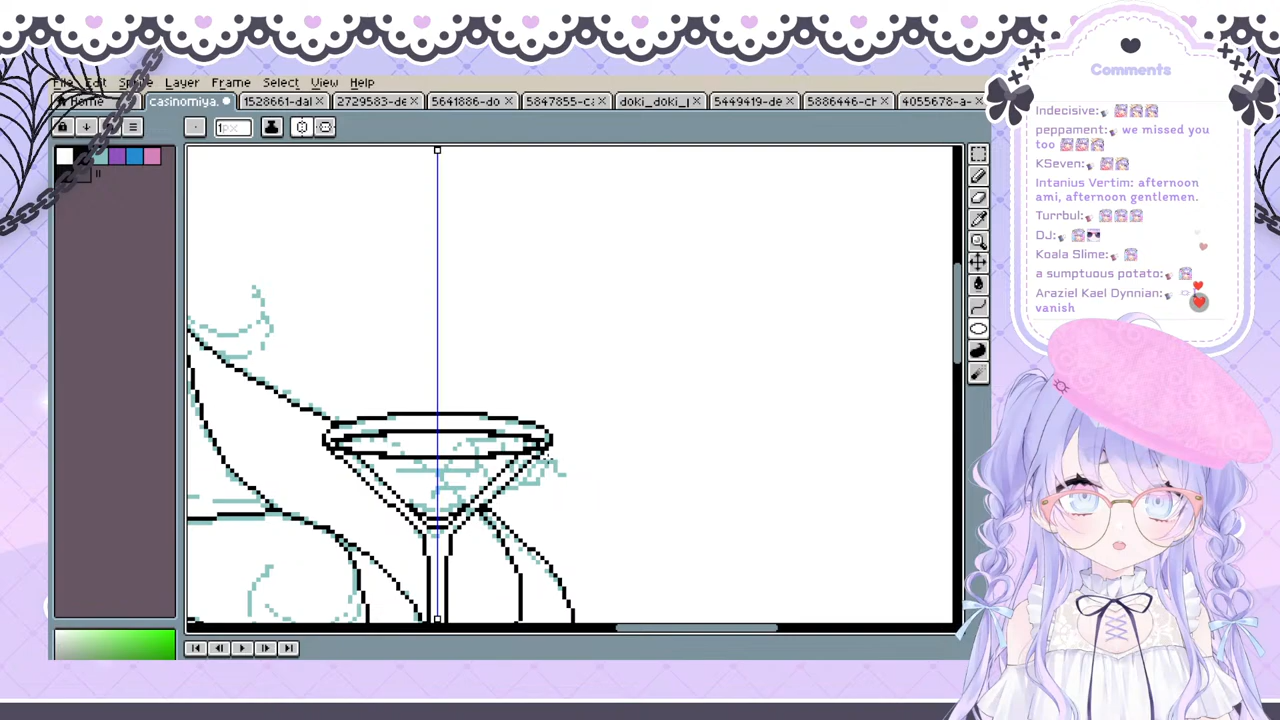 Comments
File Edit Sprite Layer Frame Select View Help
Home casinomiya. 1528661-dal 2729583-de 5641886-do 5847855-ca doki_doki_ 5449419-de 5886446-ch 4055678-a-
1px
Indecisive:
peppament: we missed you
too
KSeven:
Intanius Vertim: afternoon
ami, afternoon gentlemen.
Turrbul:
DJ:
Koala Slime:
a sumptuous potato:
Araziel Kael Dynnian:
vanish